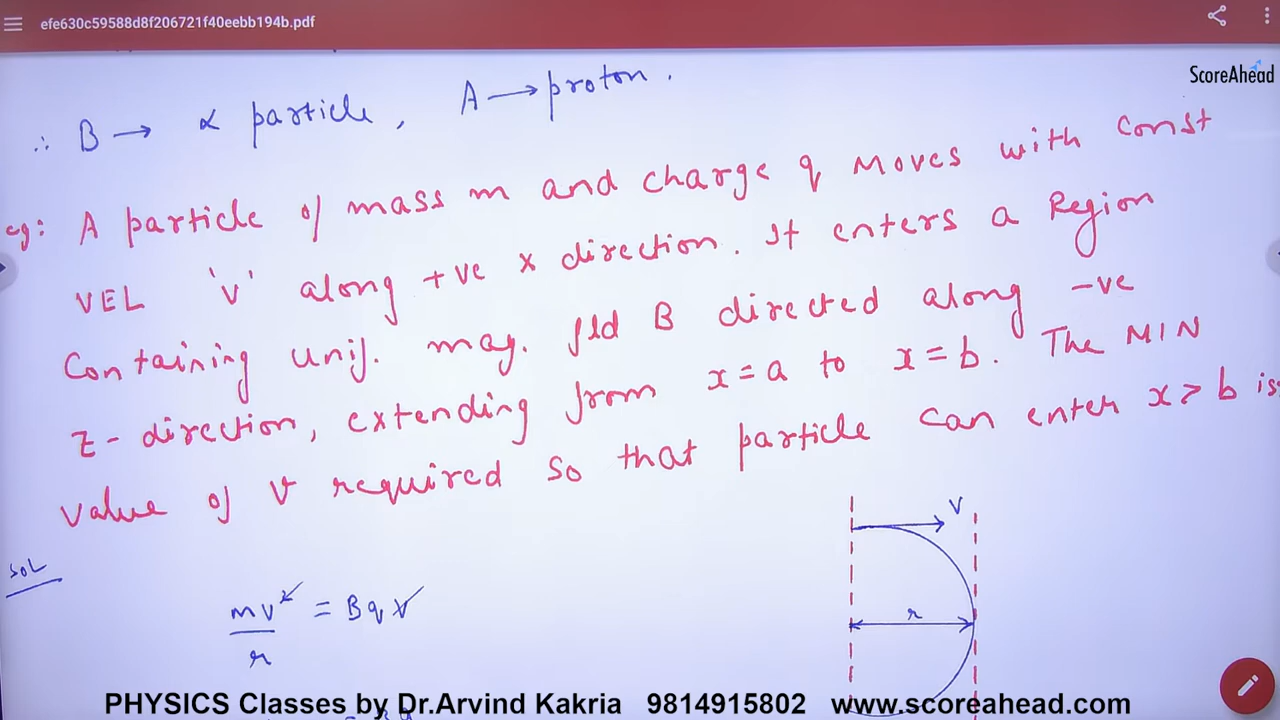 efe630c59588d8f206721f40eebb194b.pdf
ScoreAhead
∴ B → α particle, A → proton.
eg: A particle of mass m and charge q moves with const
VEL 'v' along +ve x direction. It enters a Region
Containing unif. mag. fld B directed along -ve
Z-direction, extending from x=a to x=b. The MIN
value of v required so that particle can enter x>b is
SOL
v
mv²/r = Bqv
r
PHYSICS Classes by Dr.Arvind Kakria 9814915802 www.scoreahead.com